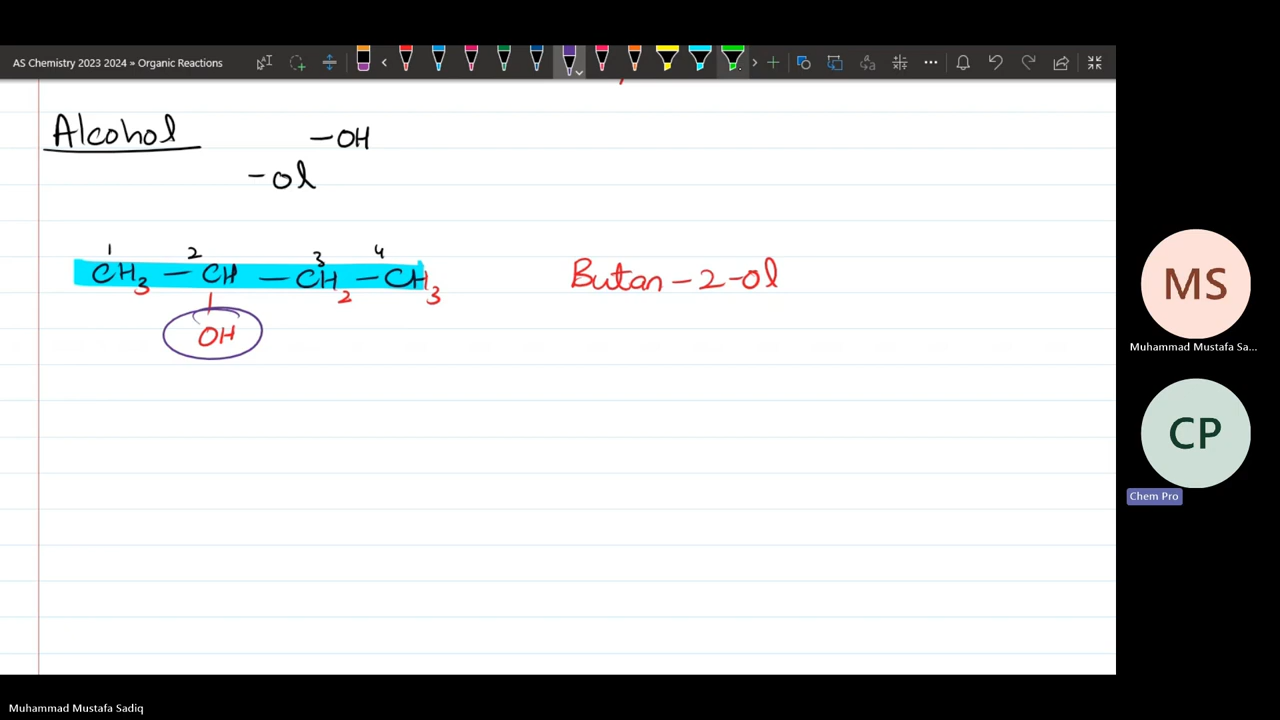 AS Chemistry 2023 2024 » Organic Reactions
Alcohol
-OH
-ol
1 2 3 4
CH3 - CH - CH2 - CH3
Butan-2-ol
OH
MS
Muhammad Mustafa Sa...
CP
Chem Pro
Muhammad Mustafa Sadiq